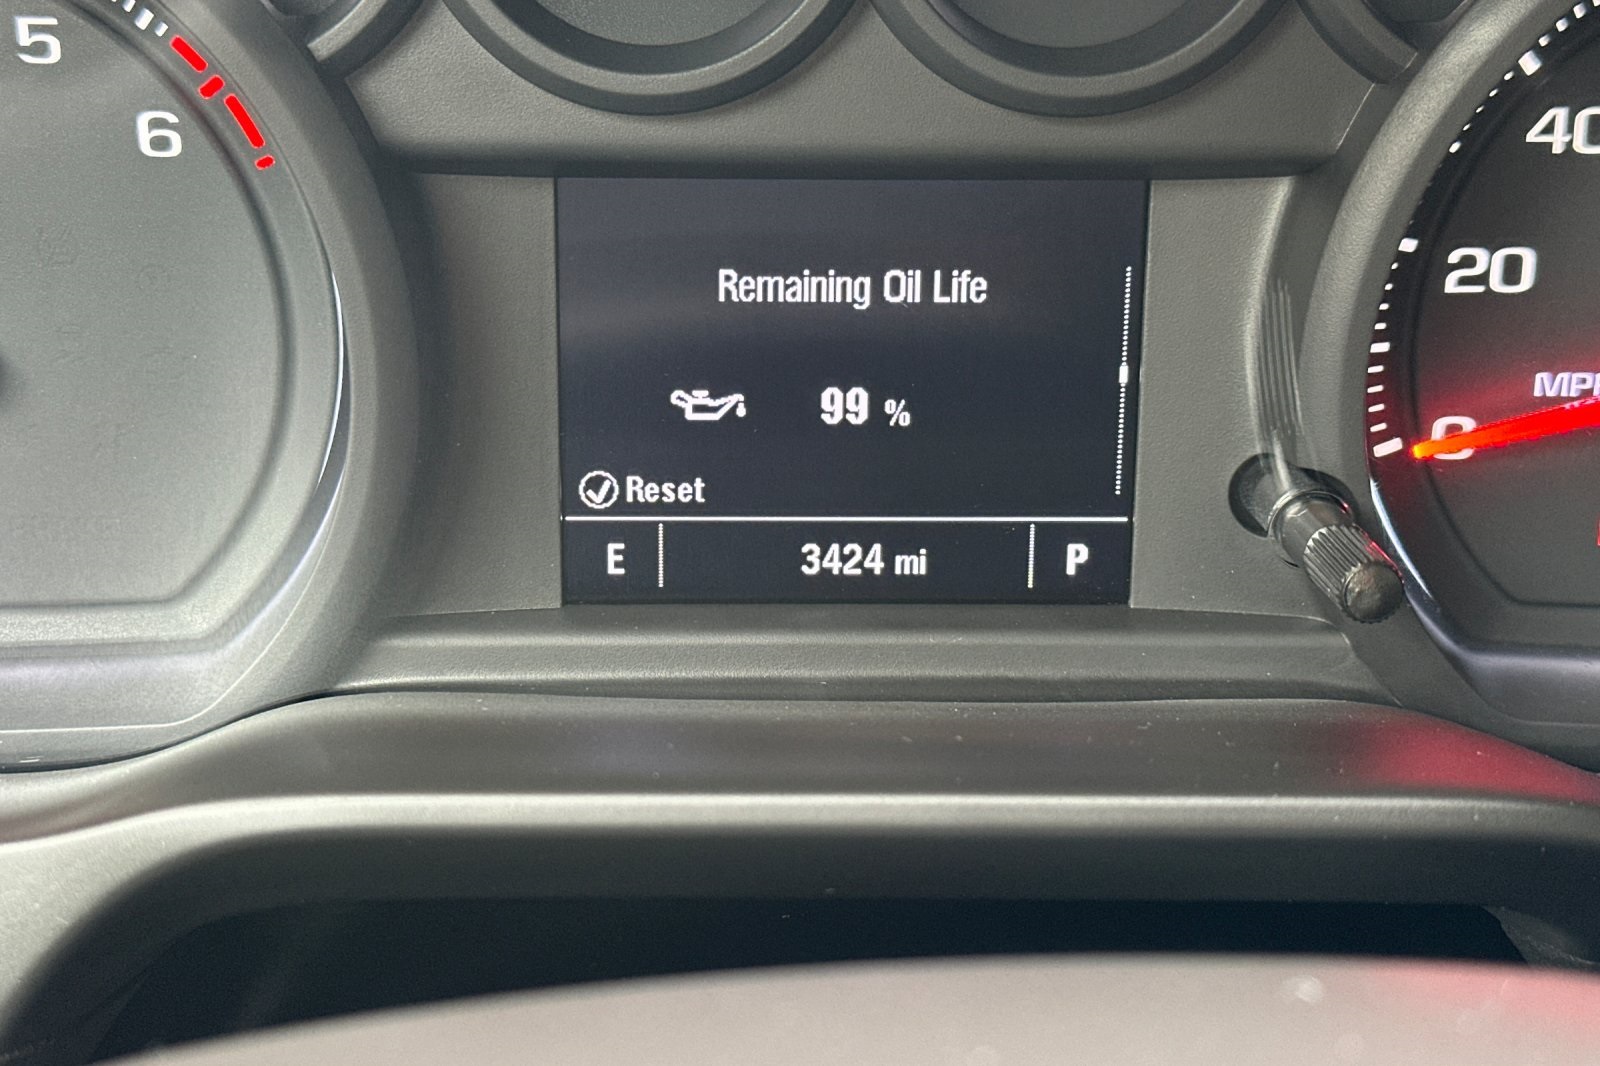 5
6
40
20
MPH
0
Remaining Oil Life
99 %
Reset
E
3424 mi
P